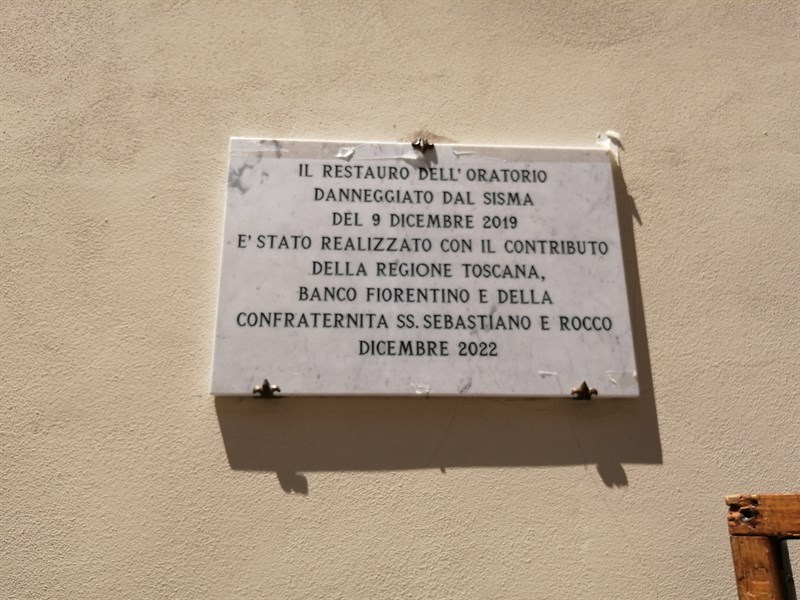 IL RESTAURO DELL'ORATORIO
DANNEGGIATO DAL SISMA
DEL 9 DICEMBRE 2019
E' STATO REALIZZATO CON IL CONTRIBUTO
DELLA REGIONE TOSCANA,
BANCO FIORENTINO E DELLA
CONFRATERNITA SS. SEBASTIANO E ROCCO
DICEMBRE 2022